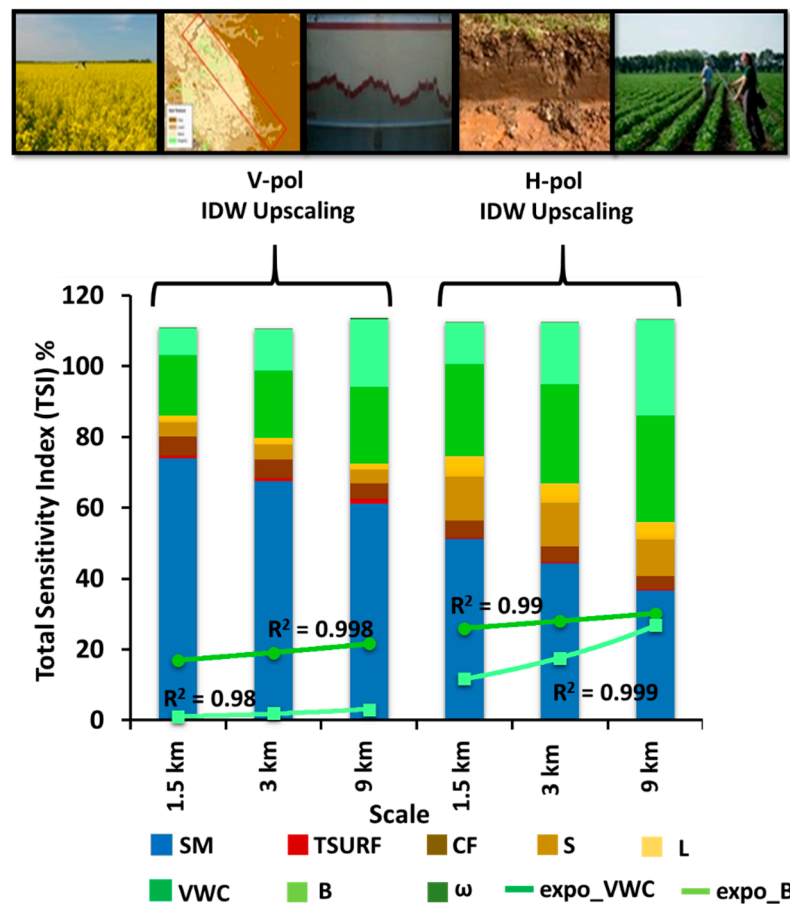 V-pol
IDW Upscaling
H-pol
IDW Upscaling
Total Sensitivity Index (TSI) %
120
100
80
60
40
20
0
R² = 0.998
R² = 0.98
R² = 0.99
R² = 0.999
1.5 km
3 km
9 km
1.5 km
3 km
9 km
Scale
SM
TSURF
CF
S
L
VWC
B
ω
expo_VWC
expo_B